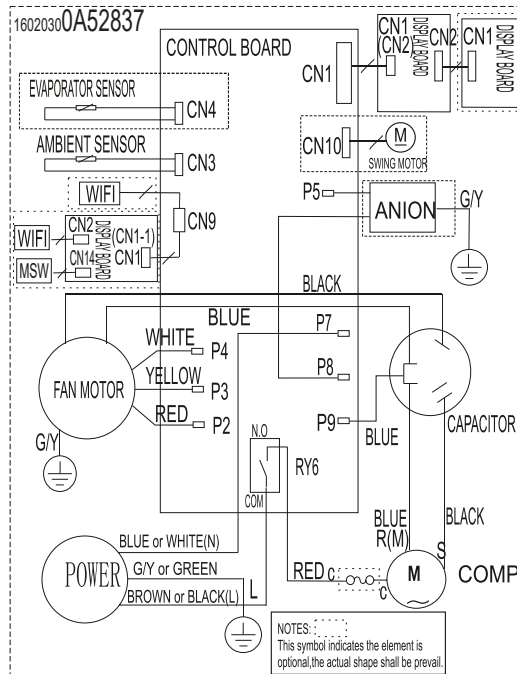 16020300A52837
CONTROL BOARD
EVAPORATOR SENSOR
CN4
AMBIENT SENSOR
CN3
WIFI
CN9
WIFI
MSW
CN2
CN14
DISPLAY BOARD
(CN1-1)
CN1
CN1
CN1
(CN2)
DISPLAY BOARD
CN2
CN1
DISPLAY BOARD
CN10
M
SWING MOTOR
P5
ANION
G/Y
BLACK
BLUE
P7
WHITE
P4
P8
YELLOW
P3
FAN MOTOR
RED
P2
P9
BLUE
CAPACITOR
G/Y
N.O
RY6
COM
BLUE
R(M)
BLACK
S
POWER
BLUE or WHITE(N)
G/Y or GREEN
BROWN or BLACK(L)
L
RED
C
C
M
COMP
NOTES:
This symbol indicates the element is
optional,the actual shape shall be prevail.